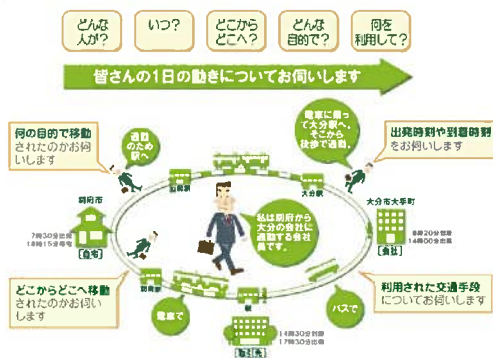 どんな
人が？
いつ？
どこから
どこへ？
どんな
目的で？
何を
利用して？
皆さんの1日の動きについてお伺いします
何の目的で移動
されたのかお伺
いします
通勤
のため
駅へ
電車に乗って
大分駅へ。
そこから
徒歩で通勤。
出発時刻や到着時刻
をお伺いします
別府駅
大分駅
別府市
7時30分出発
18時15分帰宅
【自宅】
私は別府から
大分の会社に
通勤する会社
員です。
大分市大手町
8時20分到着
14時00分出発
【会社】
どこからどこへ移動
されたのかお伺い
します
別府駅
駅
電車で
バスで
利用された交通手段
についてお伺いします
14時30分到着
17時30分出発
【取引先】